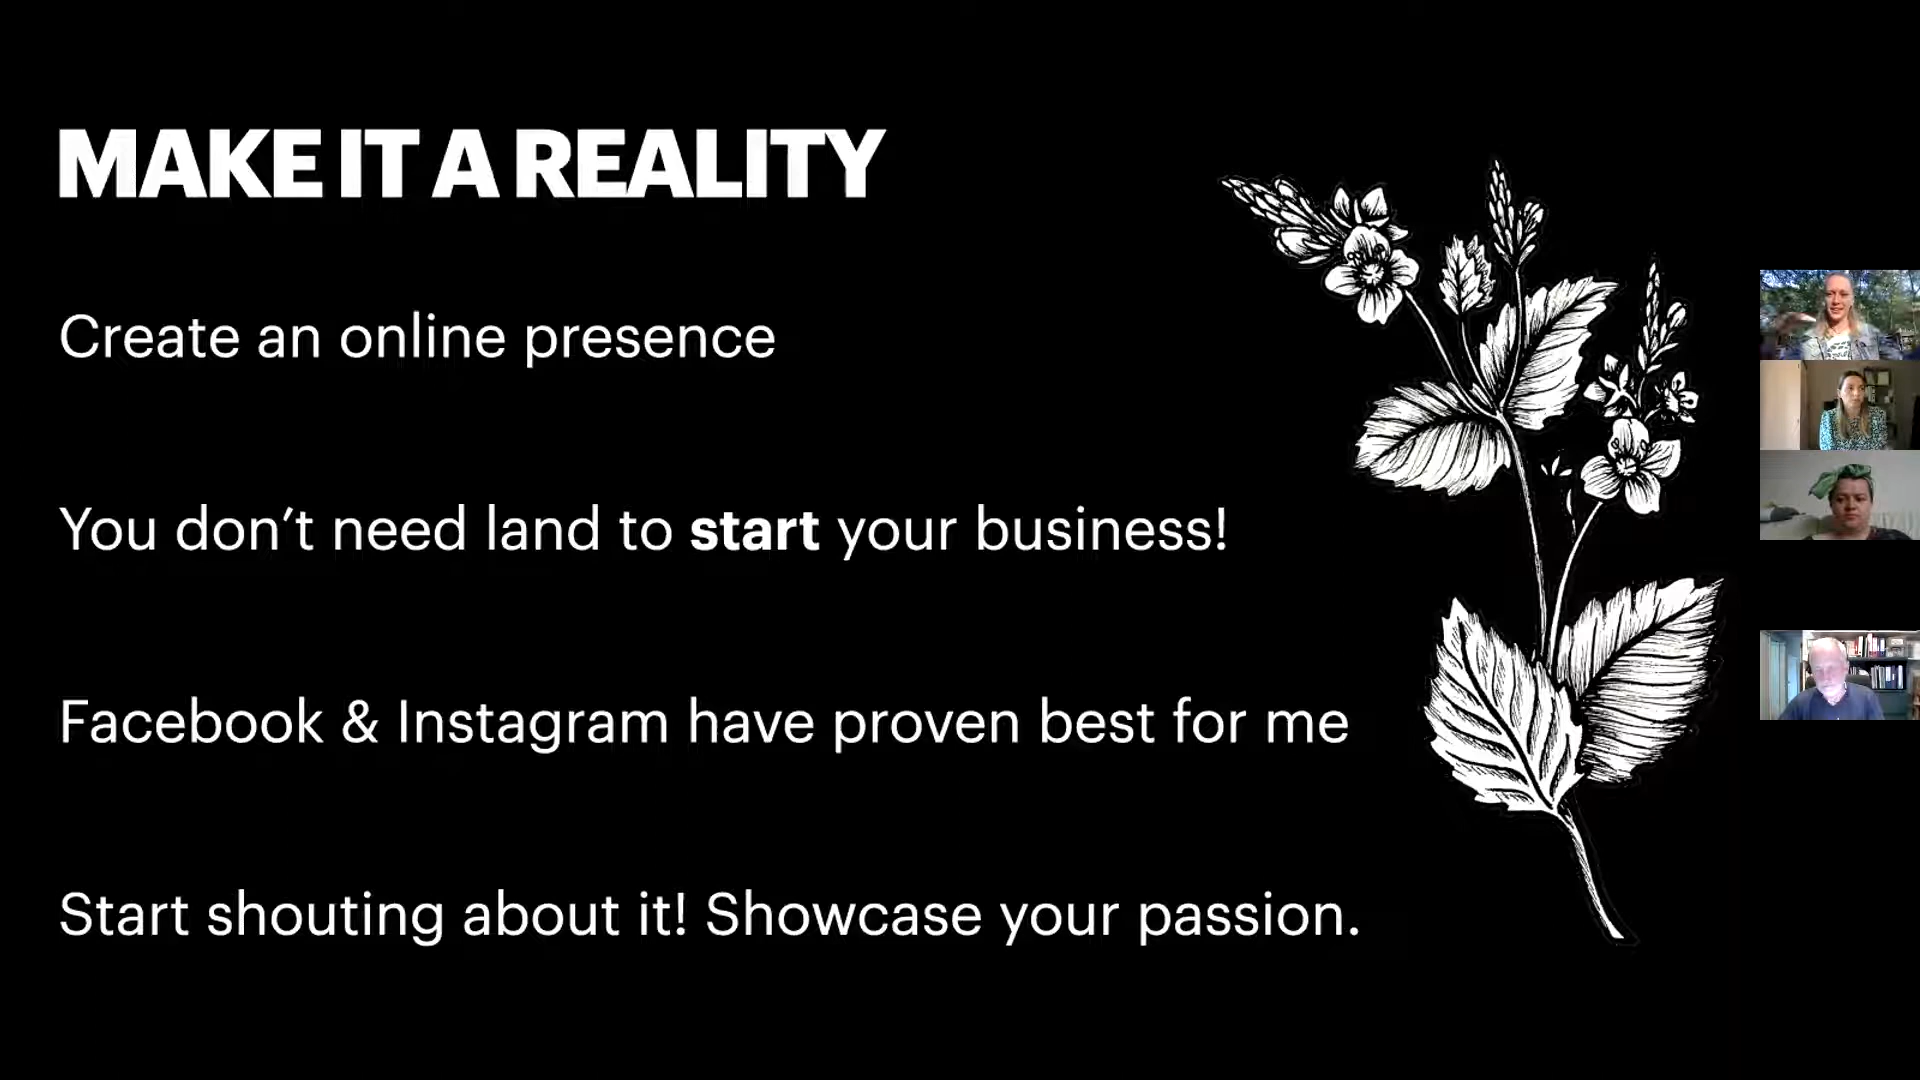 MAKE IT A REALITY
Create an online presence
You don’t need land to start your business!
Facebook & Instagram have proven best for me
Start shouting about it! Showcase your passion.